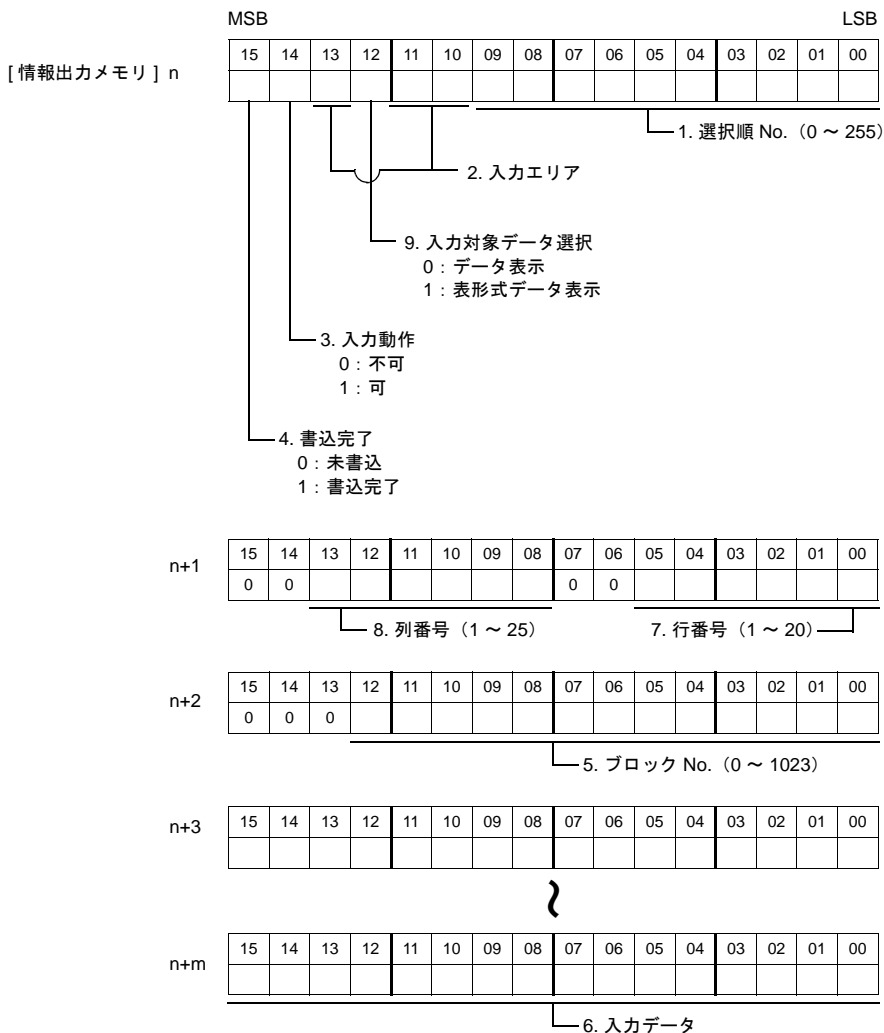 MSB LSB
[ 情報出力メモリ ] n
15 14 13 12 11 10 09 08 07 06 05 04 03 02 01 00
1. 選択順 No.（0 ～ 255）
2. 入力エリア
9. 入力対象データ選択
0：データ表示
1：表形式データ表示
3. 入力動作
0：不可
1：可
4. 書込完了
0：未書込
1：書込完了
n+1
15 14 13 12 11 10 09 08 07 06 05 04 03 02 01 00
0 0 0 0
8. 列番号（1 ～ 25） 7. 行番号（1 ～ 20）
n+2
15 14 13 12 11 10 09 08 07 06 05 04 03 02 01 00
0 0 0
5. ブロック No.（0 ～ 1023）
n+3
15 14 13 12 11 10 09 08 07 06 05 04 03 02 01 00
～
n+m
15 14 13 12 11 10 09 08 07 06 05 04 03 02 01 00
6. 入力データ